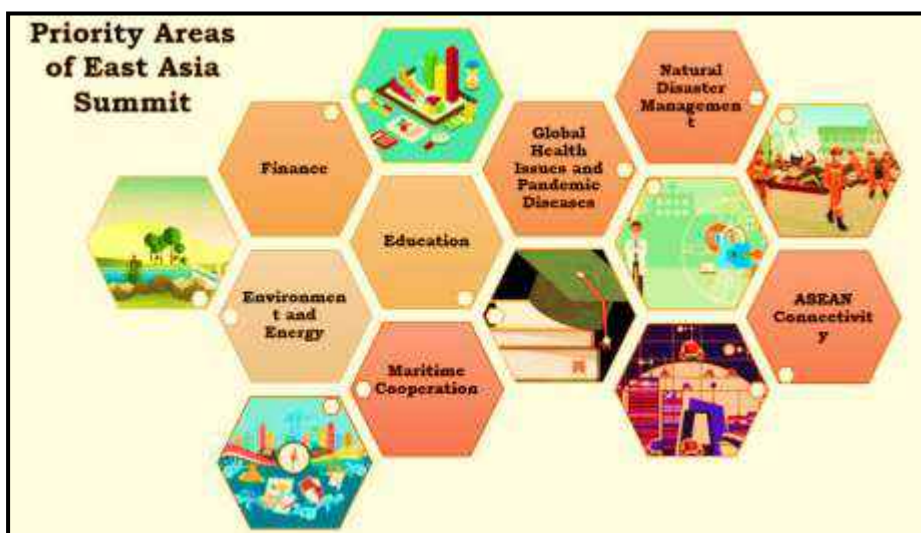 Priority Areas
of East Asia
Summit
Finance
Education
Global
Health
Issues and
Pandemic
Diseases
Natural
Disaster
Managemen
t
Environmen
t and
Energy
Maritime
Cooperation
ASEAN
Connectivit
y